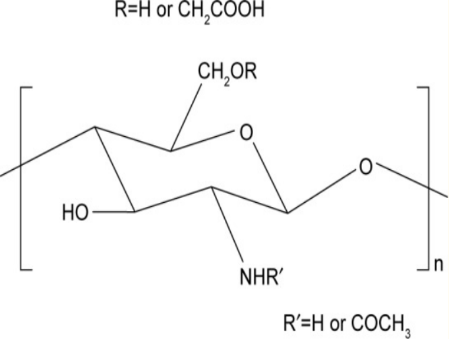 R=H or CH₂COOH
CH₂OR
O
O
HO
n
NHR′
R′=H or COCH₃